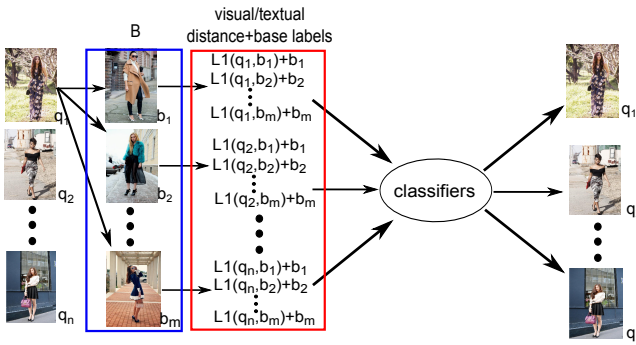 visual/textual
B
distance+base labels
q1
b1
L1(q1,b1)+b1
L1(q1,b2)+b2
L1(q1,bm)+bm
q1
q2
b2
L1(q2,b1)+b1
L1(q2,b2)+b2
L1(q2,bm)+bm
classifiers
q
qn
bm
L1(qn,b1)+b1
L1(qn,b2)+b2
L1(qn,bm)+bm
q